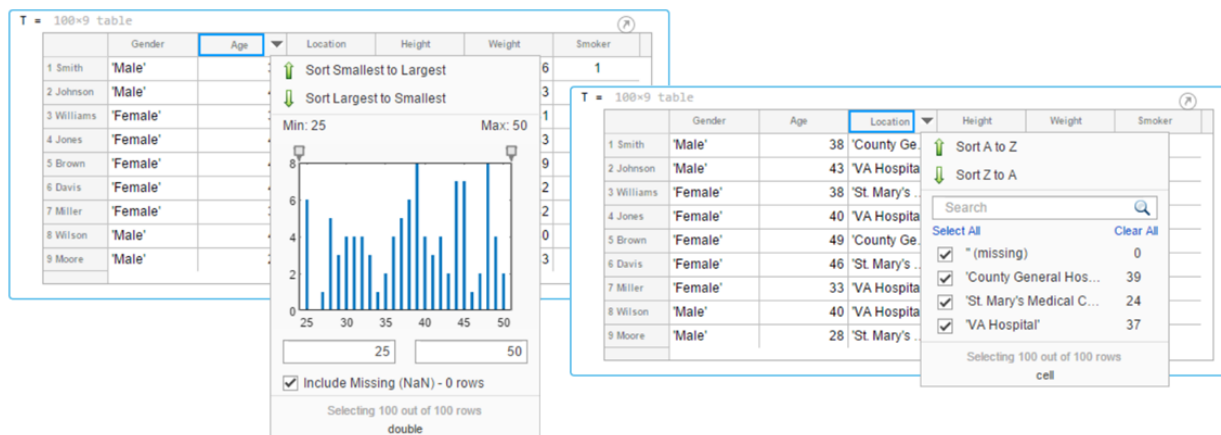 T = 100×9 table
Gender Age Location Height Weight Smoker
1 Smith 'Male' 6 1
2 Johnson 'Male' 3
3 Williams 'Female' 1
4 Jones 'Female' 3
5 Brown 'Female' 9
6 Davis 'Female' 2
7 Miller 'Female' 2
8 Wilson 'Male' 0
9 Moore 'Male' 3
Sort Smallest to Largest
Sort Largest to Smallest
Min: 25 Max: 50
8
6
4
2
0
25 30 35 40 45 50
25 50
Include Missing (NaN) - 0 rows
Selecting 100 out of 100 rows
double
T = 100×9 table
Gender Age Location Height Weight Smoker
1 Smith 'Male' 38 'County Ge...
2 Johnson 'Male' 43 'VA Hospita
3 Williams 'Female' 38 'St. Mary's ...
4 Jones 'Female' 40 'VA Hospita
5 Brown 'Female' 49 'County Ge...
6 Davis 'Female' 46 'St. Mary's ...
7 Miller 'Female' 33 'VA Hospita
8 Wilson 'Male' 40 'VA Hospita
9 Moore 'Male' 28 'St. Mary's ...
Sort A to Z
Sort Z to A
Search
Select All Clear All
'' (missing) 0
'County General Hos... 39
'St. Mary's Medical C... 24
'VA Hospital' 37
Selecting 100 out of 100 rows
cell